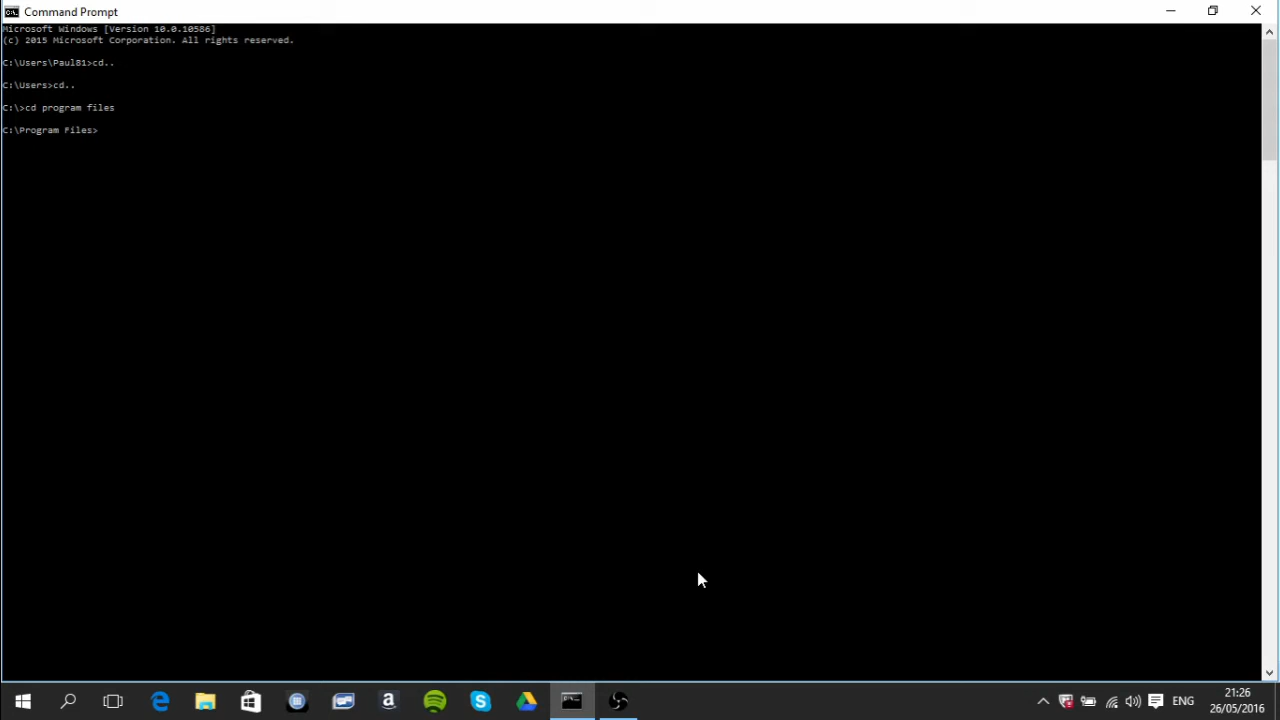 Command Prompt
Microsoft Windows [Version 10.0.10586]
(c) 2015 Microsoft Corporation. All rights reserved.
C:\Users\Paul81>cd..
C:\Users>cd..
C:\>cd program files
C:\Program Files>
ENG
21:26
26/05/2016